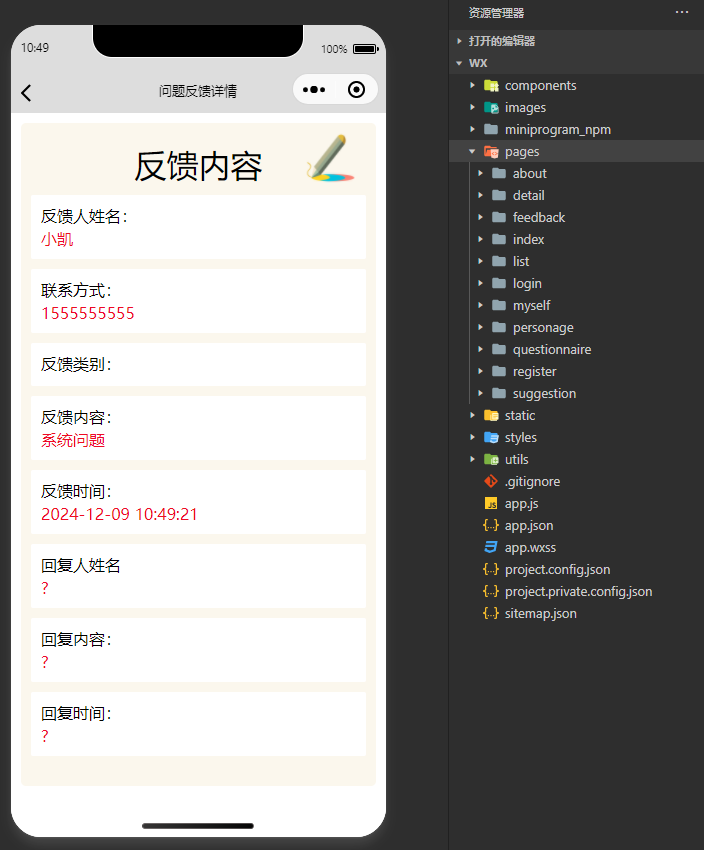 10:49
100%
问题反馈详情
反馈内容
反馈人姓名：
小凯
联系方式：
1555555555
反馈类别：
反馈内容：
系统问题
反馈时间：
2024-12-09 10:49:21
回复人姓名
？
回复内容：
？
回复时间：
？
资源管理器
打开的编辑器
WX
components
images
miniprogram_npm
pages
about
detail
feedback
index
list
login
myself
personage
questionnaire
register
suggestion
static
styles
utils
.gitignore
app.js
app.json
app.wxss
project.config.json
project.private.config.json
sitemap.json